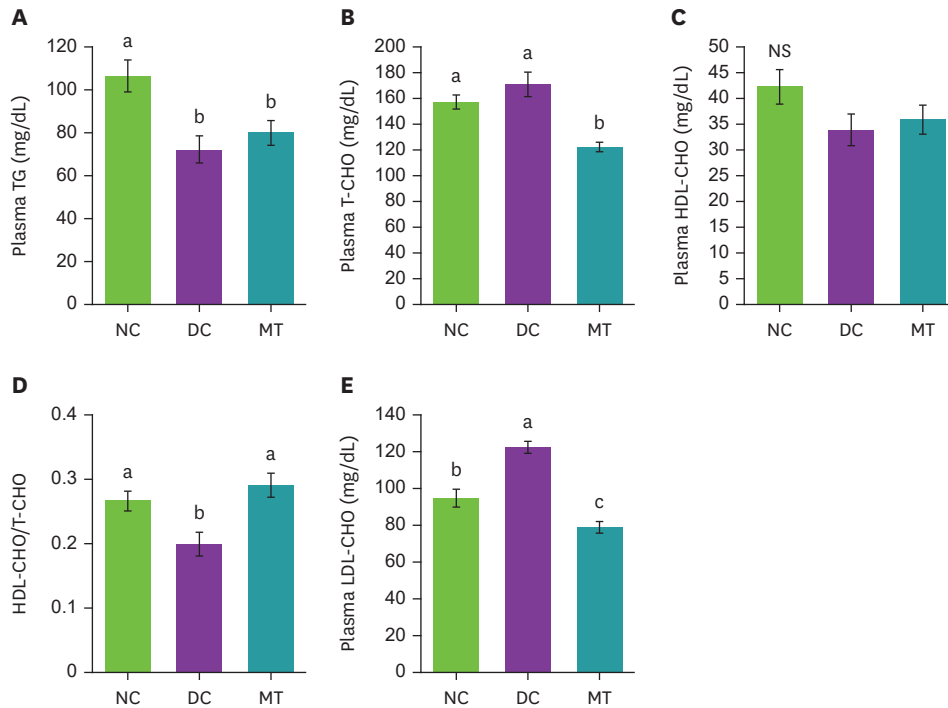 A
Plasma TG (mg/dL)
120
100
80
60
40
20
0
a
b
b
NC
DC
MT
B
Plasma T-CHO (mg/dL)
200
180
160
140
120
100
80
60
40
20
0
a
a
b
NC
DC
MT
C
Plasma HDL-CHO (mg/dL)
50
45
40
35
30
25
20
15
10
5
0
NS
NC
DC
MT
D
HDL-CHO/T-CHO
0.4
0.3
0.2
0.1
0
a
b
a
NC
DC
MT
E
Plasma LDL-CHO (mg/dL)
140
120
100
80
60
40
20
0
b
a
c
NC
DC
MT